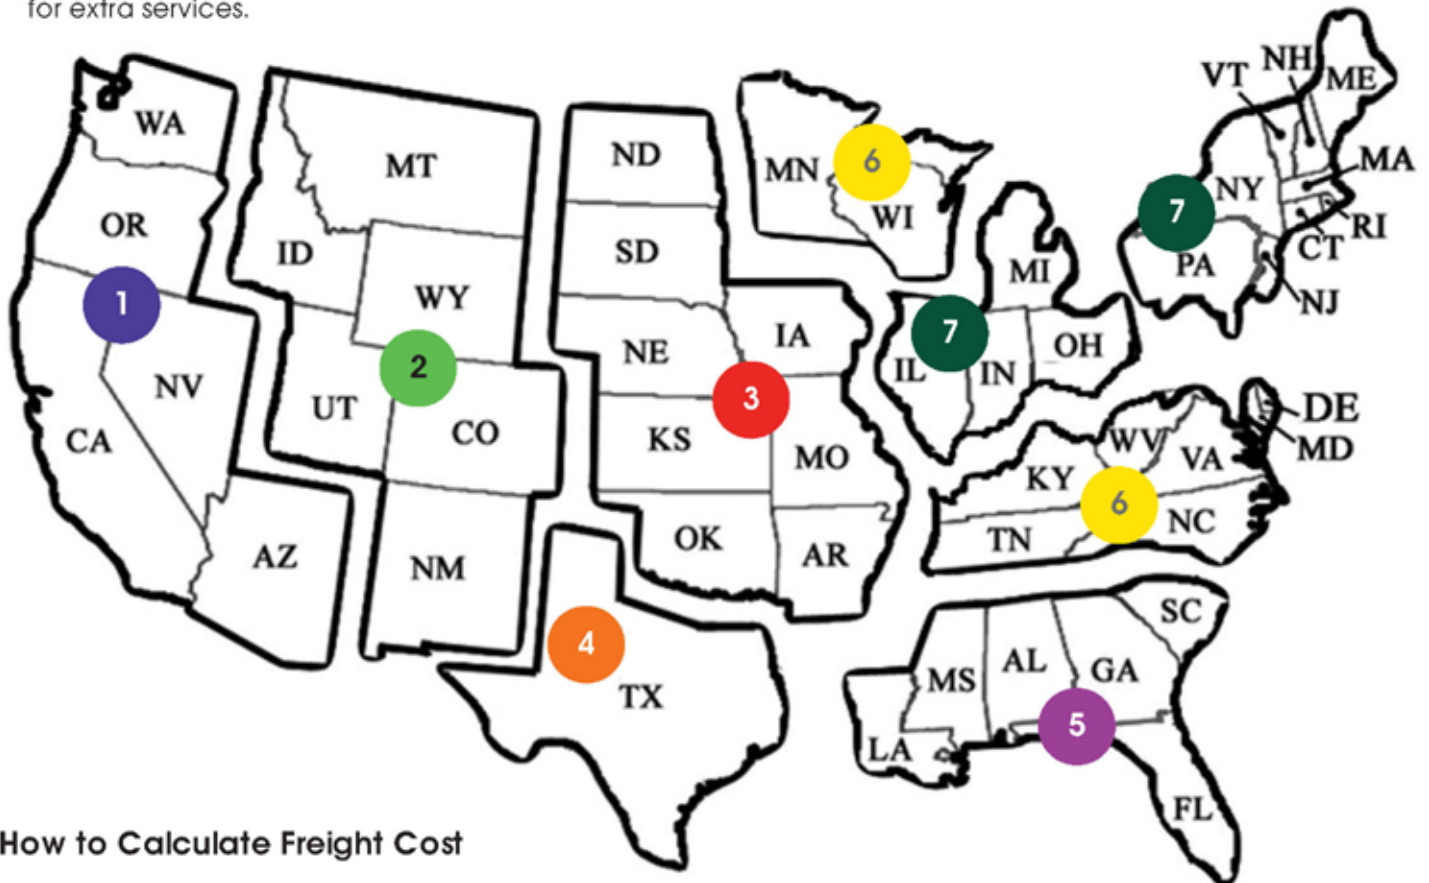 for extra services.
WA
OR
1
NV
CA
AZ
MT
ID
WY
2
UT
CO
NM
ND
SD
NE
IA
3
KS
MO
OK
AR
4
TX
MN
6
WI
MI
7
IL
IN
OH
VT
NH
ME
MA
7
NY
RI
CT
PA
NJ
DE
MD
WV
VA
KY
6
NC
TN
SC
AL
GA
MS
5
LA
FL
How to Calculate Freight Cost